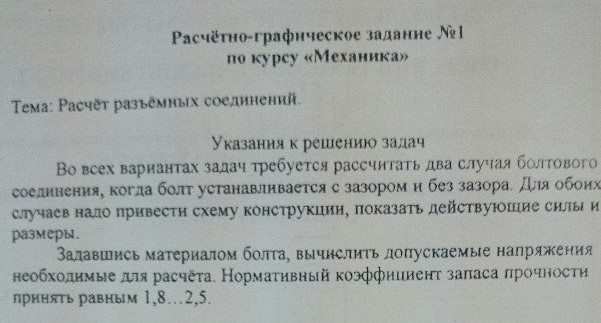 Расчётно-графическое задание №1
по курсу «Механика»
Тема: Расчёт разъёмных соединений.
Указания к решению задач
Во всех вариантах задач требуется рассчитать два случая болтового
соединения, когда болт устанавливается с зазором и без зазора. Для обоих
случаев надо привести схему конструкции, показать действующие силы и
размеры.
Задавшись материалом болта, вычислить допускаемые напряжения
необходимые для расчёта. Нормативный коэффициент запаса прочности
принять равным 1,8...2,5.